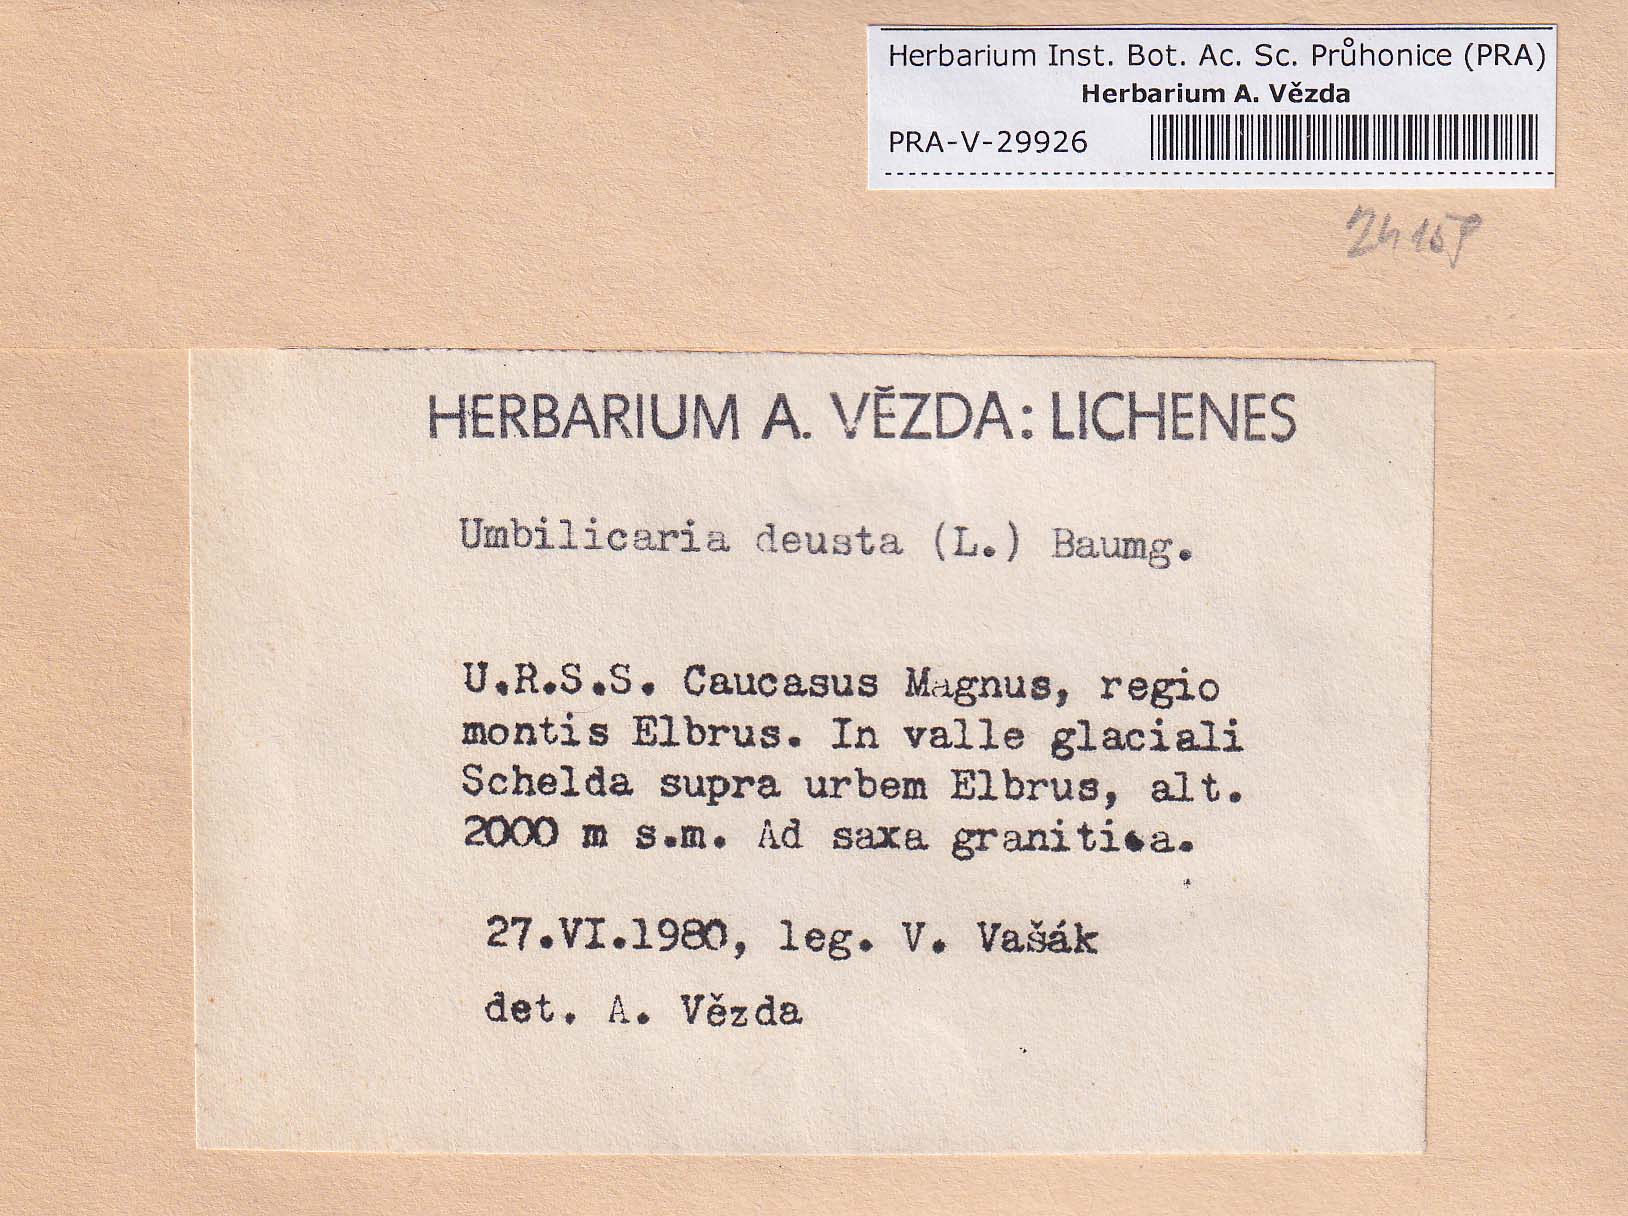 Herbarium Inst. Bot. Ac. Sc. Průhonice (PRA)
Herbarium A. Vězda
PRA-V-29926
HERBARIUM A. VĚZDA: LICHENES
Umbilicaria deusta (L.) Baumg.
U.R.S.S. Caucasus Magnus, regio
montis Elbrus. In valle glaciali
Schelda supra urbem Elbrus, alt.
2000 m s.m. Ad saxa granitica.
27.VI.1980, leg. V. Vašák
det. A. Vězda